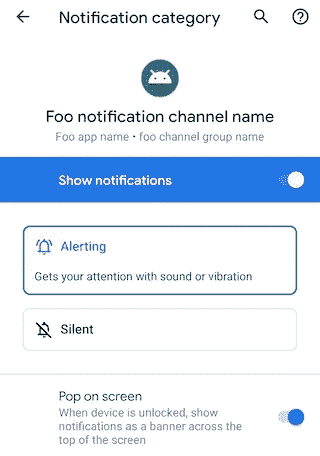 Notification category
Foo notification channel name
Foo app name • foo channel group name
Show notifications
Alerting
Gets your attention with sound or vibration
Silent
Pop on screen
When device is unlocked, show
notifications as a banner across the
top of the screen